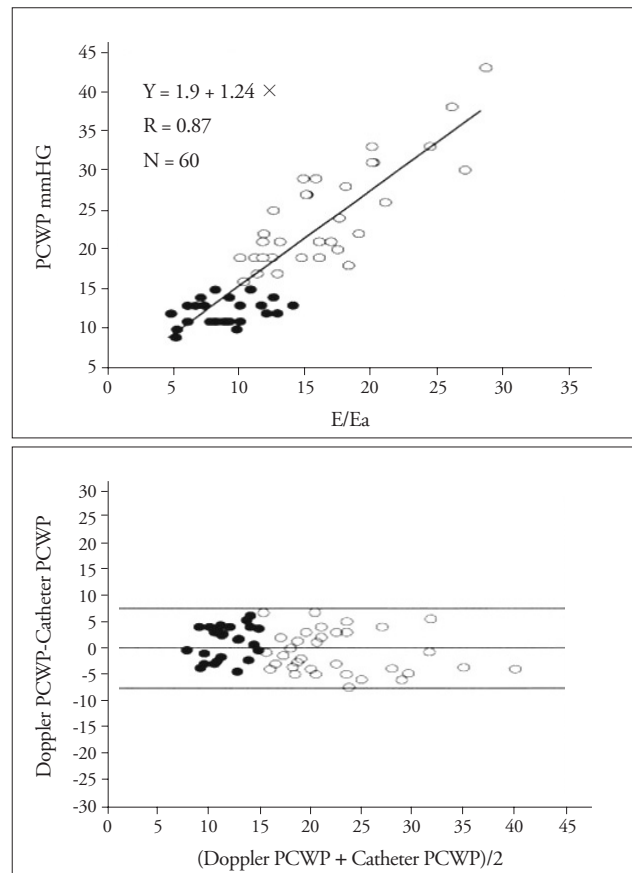 45
40
35
30
25
20
15
10
5
PCWP mmHG
Y = 1.9 + 1.24 ×
R = 0.87
N = 60
0 5 10 15 20 25 30 35
E/Ea
30
25
20
15
10
5
0
-5
-10
-15
-20
-25
-30
Doppler PCWP-Catheter PCWP
0 5 10 15 20 25 30 35 40 45
(Doppler PCWP + Catheter PCWP)/2